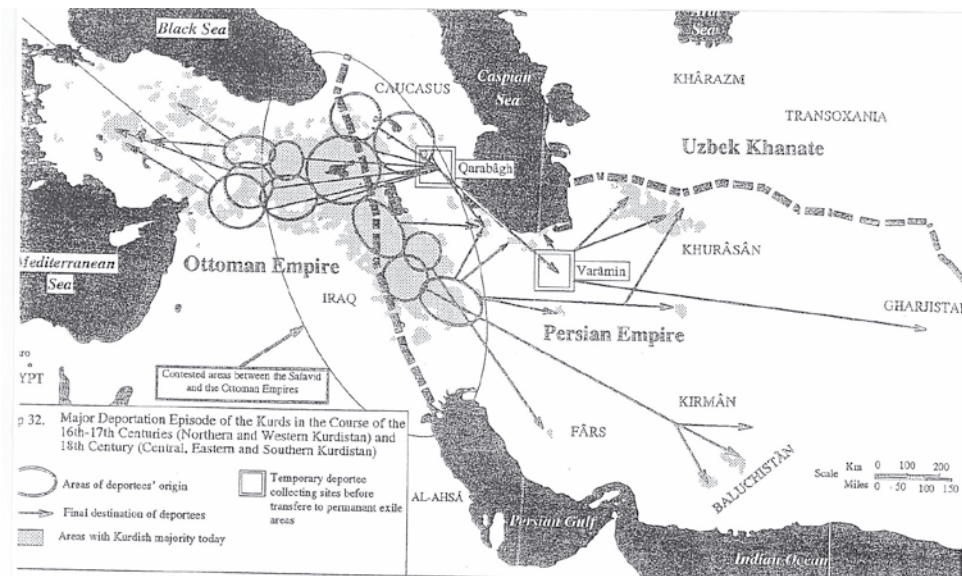 Black Sea
Caspian
Sea
Sea
CAUCASUS
KHÂRAZM
TRANSOXANIA
Uzbek Khanate
Qarabâgh
KHURÂSÂN
Varâmin
GHARJISTAN
Mediterranean
Sea
Ottoman Empire
IRAQ
Persian Empire
KIRMÂN
FÂRS
BALUCHISTÂN
AL-AHSÂ
Persian Gulf
Indian Ocean
YPT
Contested areas between the Safavid
and the Ottoman Empires
p 32. Major Deportation Episode of the Kurds in the Course of the
16th-17th Centuries (Northern and Western Kurdistan) and
18th Century (Central, Eastern and Southern Kurdistan)
Areas of deportees' origin
Final destination of deportees
Areas with Kurdish majority today
Temporary deportee
collecting sites before
transfere to permanant exile
areas
Scale Km 0 100 200
Miles 0 50 100 150